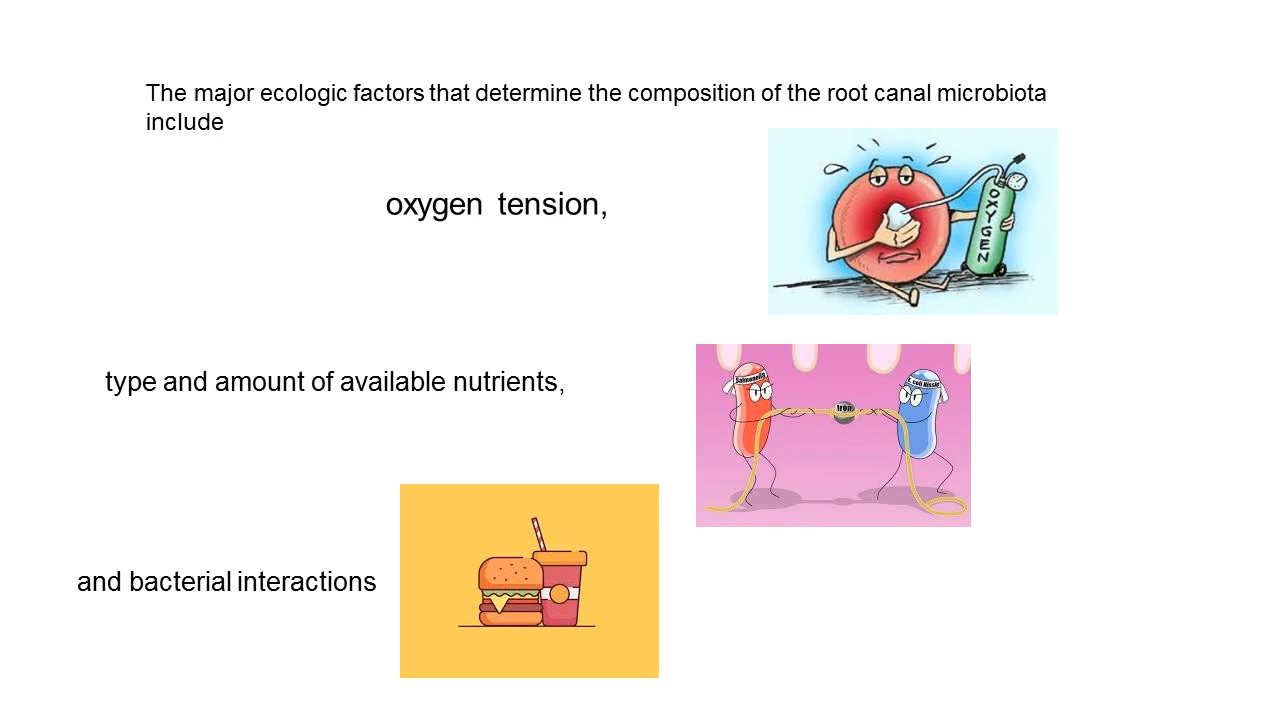 The major ecologic factors that determine the composition of the root canal microbiota
include
oxygen tension,
OXYGEN
type and amount of available nutrients,
Salmonella
E. coli Nissle
Iron
and bacterial interactions